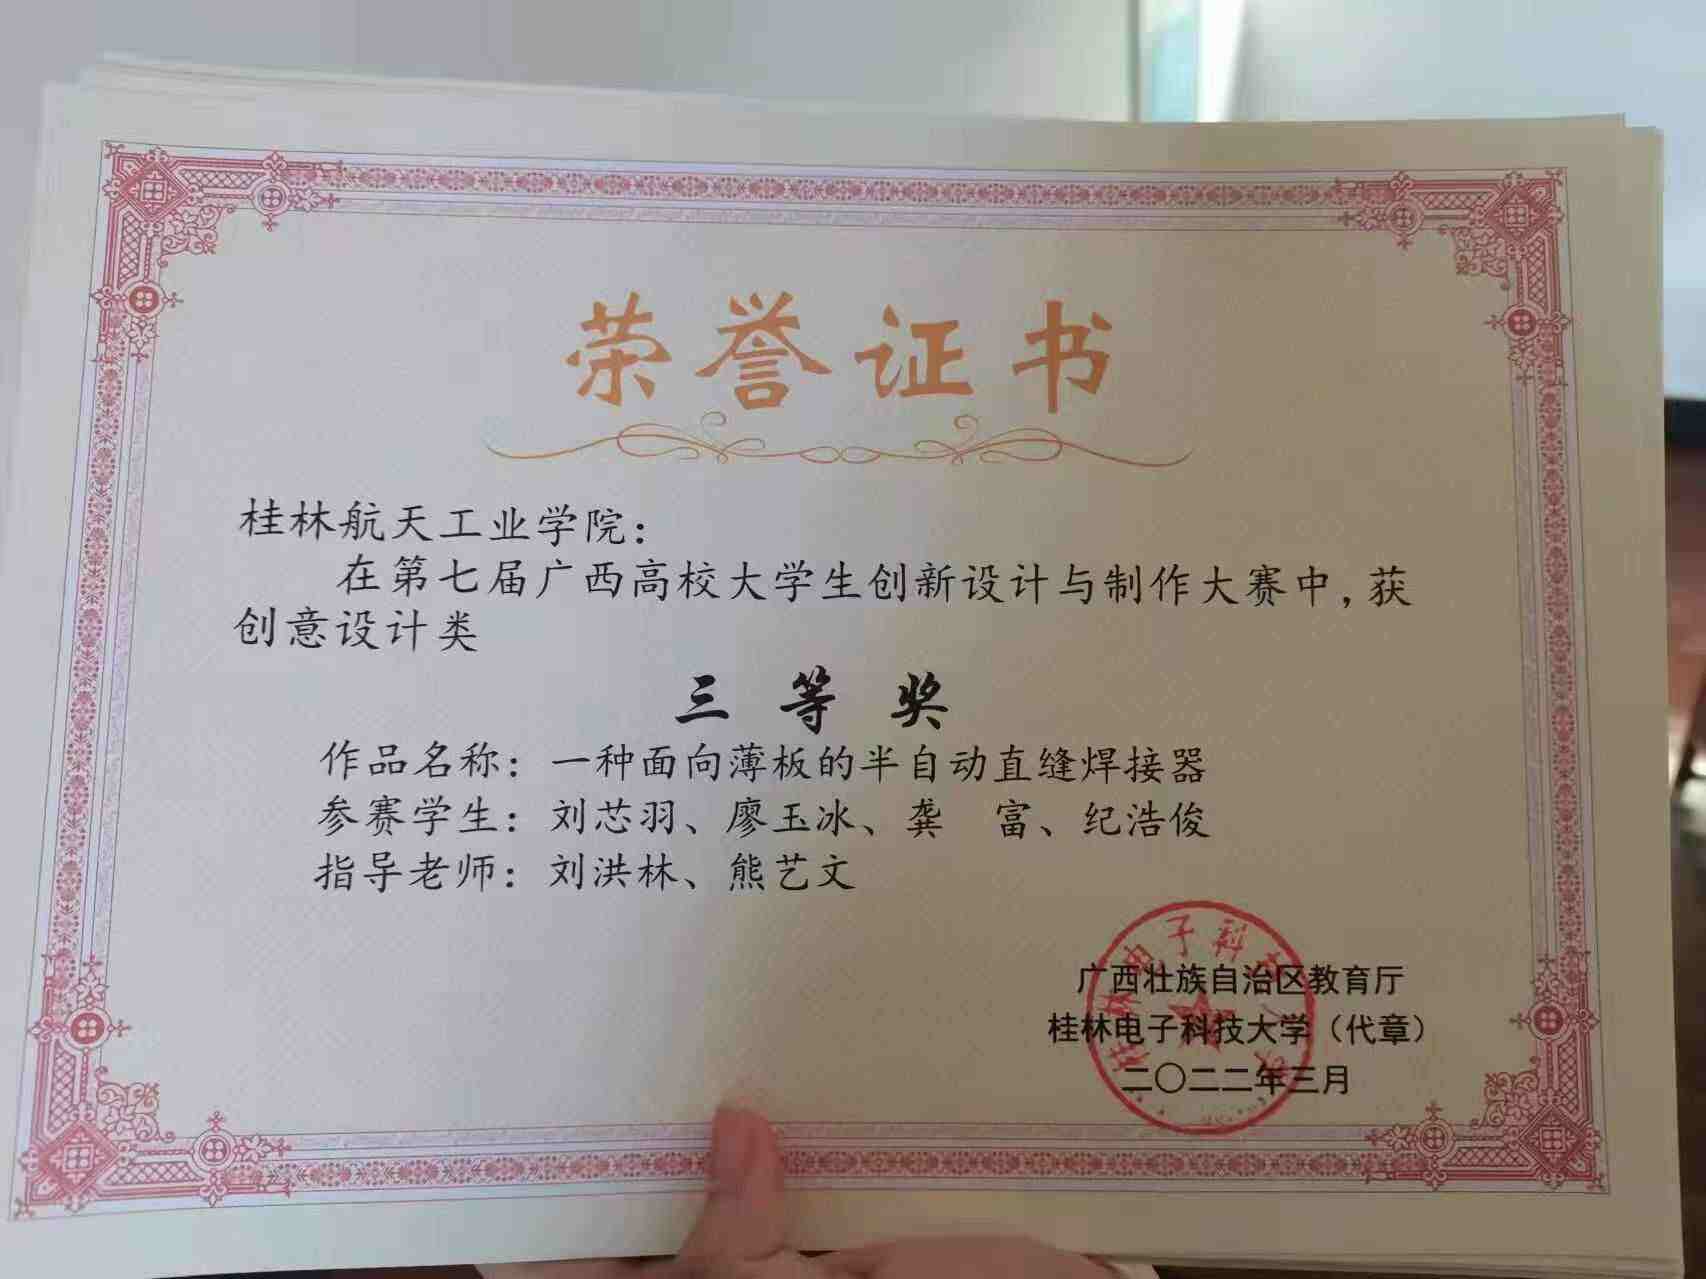 荣誉证书
桂林航天工业学院：
在第七届广西高校大学生创新设计与制作大赛中，获
创意设计类
三等奖
作品名称：一种面向薄板的半自动直缝焊接器
参赛学生：刘芯羽、廖玉冰、龚　富、纪浩俊
指导老师：刘洪林、熊艺文
广西壮族自治区教育厅
桂林电子科技大学（代章）
二〇二二年三月